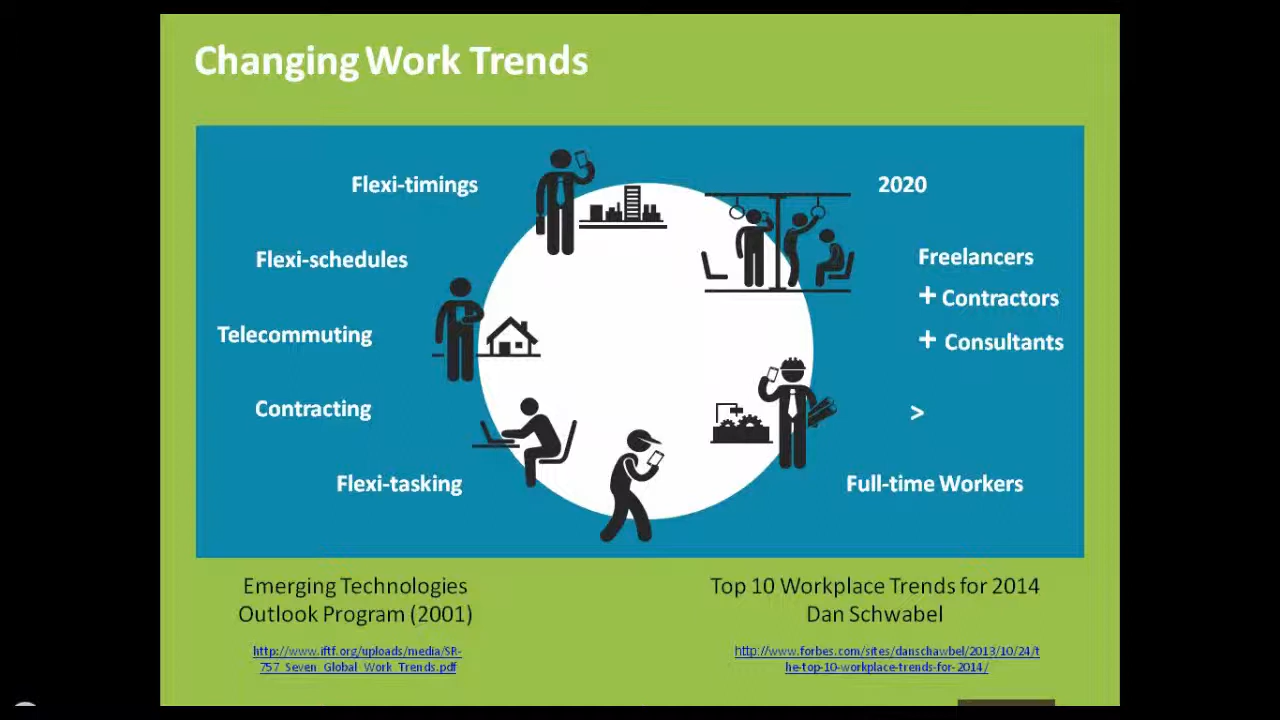 Changing Work Trends
Flexi-timings
Flexi-schedules
Telecommuting
Contracting
Flexi-tasking
2020
Freelancers
+ Contractors
+ Consultants
>
Full-time Workers
Emerging Technologies
Outlook Program (2001)
http://www.iftf.org/uploads/media/SR-
757_Seven_Global_Work_Trends.pdf
Top 10 Workplace Trends for 2014
Dan Schwabel
http://www.forbes.com/sites/danschawbel/2013/10/24/t
he-top-10-workplace-trends-for-2014/